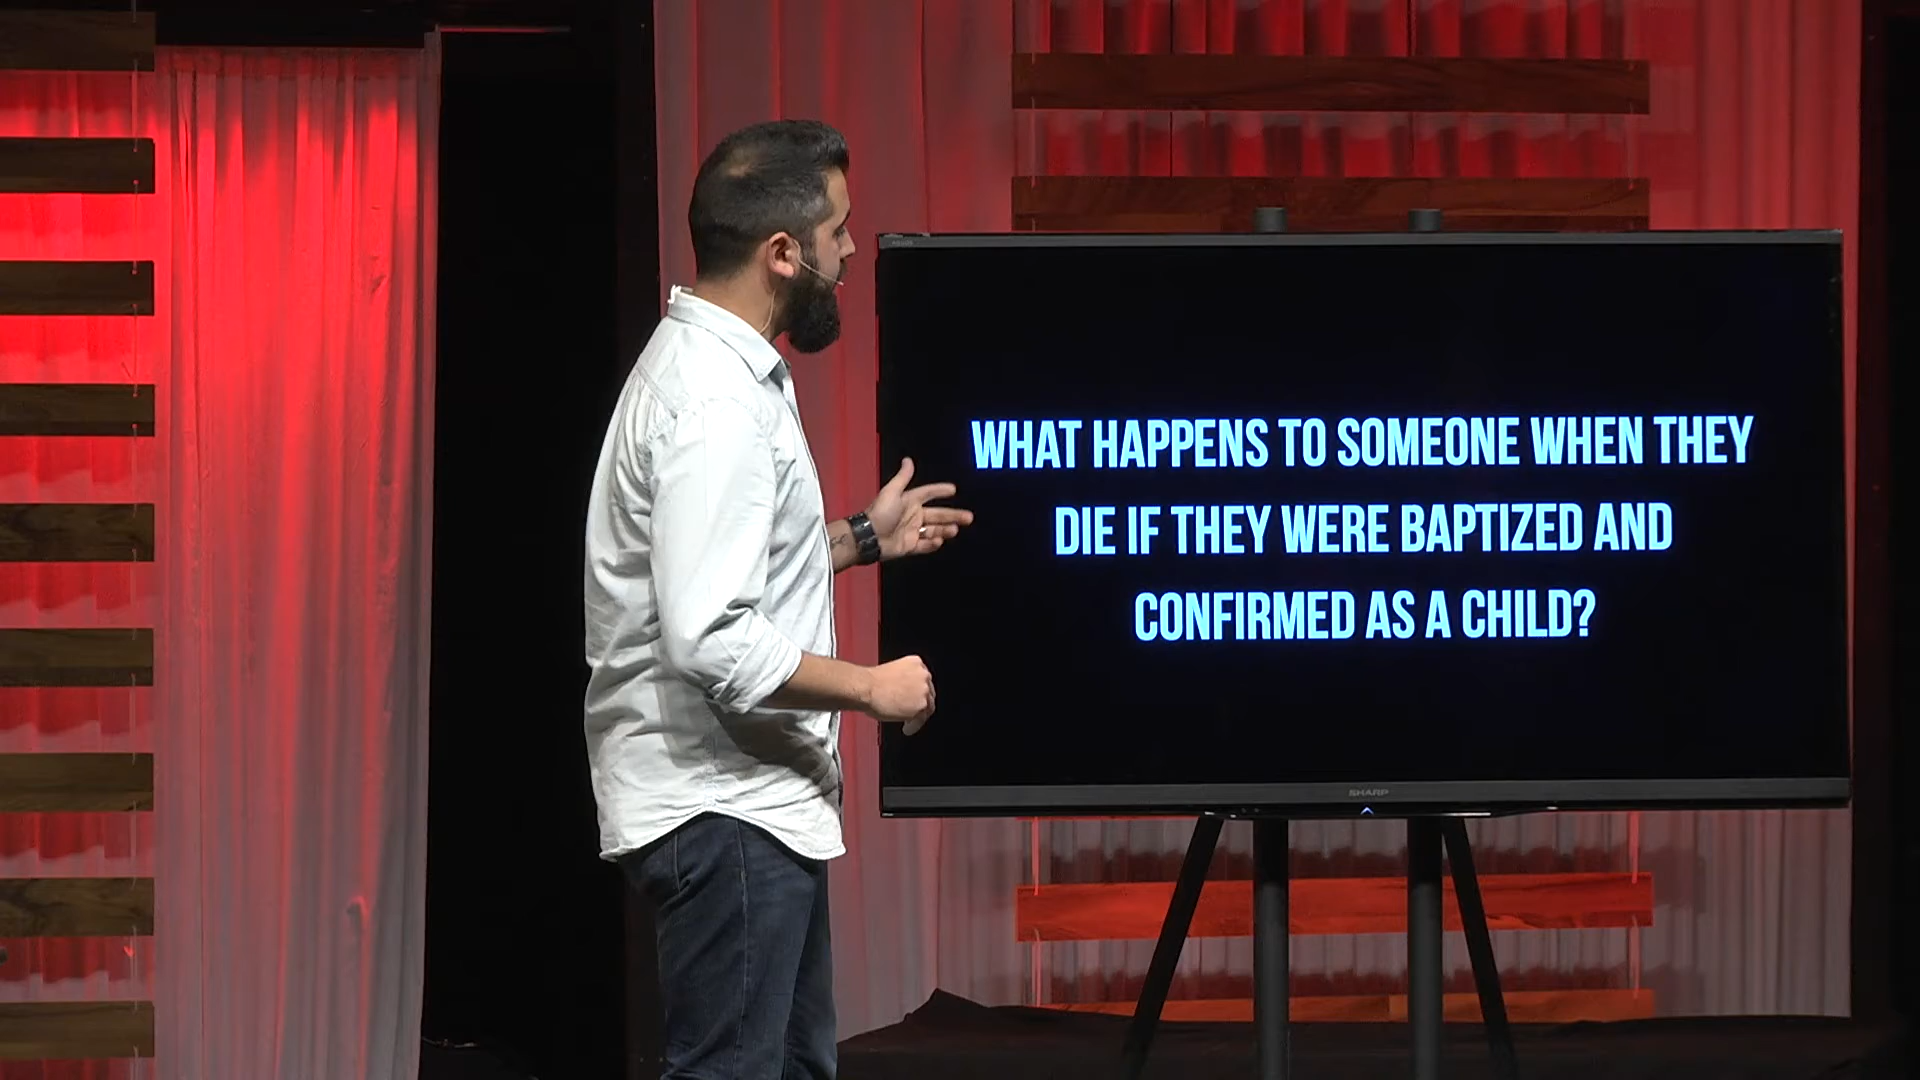 WHAT HAPPENS TO SOMEONE WHEN THEY
DIE IF THEY WERE BAPTIZED AND
CONFIRMED AS A CHILD?
SHARP